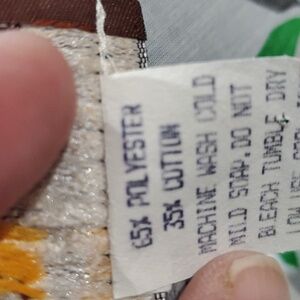 65% POLYESTER
35% COTTON
MACHINE WASH COLD
MILD SOAP. DO NOT
BLEACH TUMBLE DRY